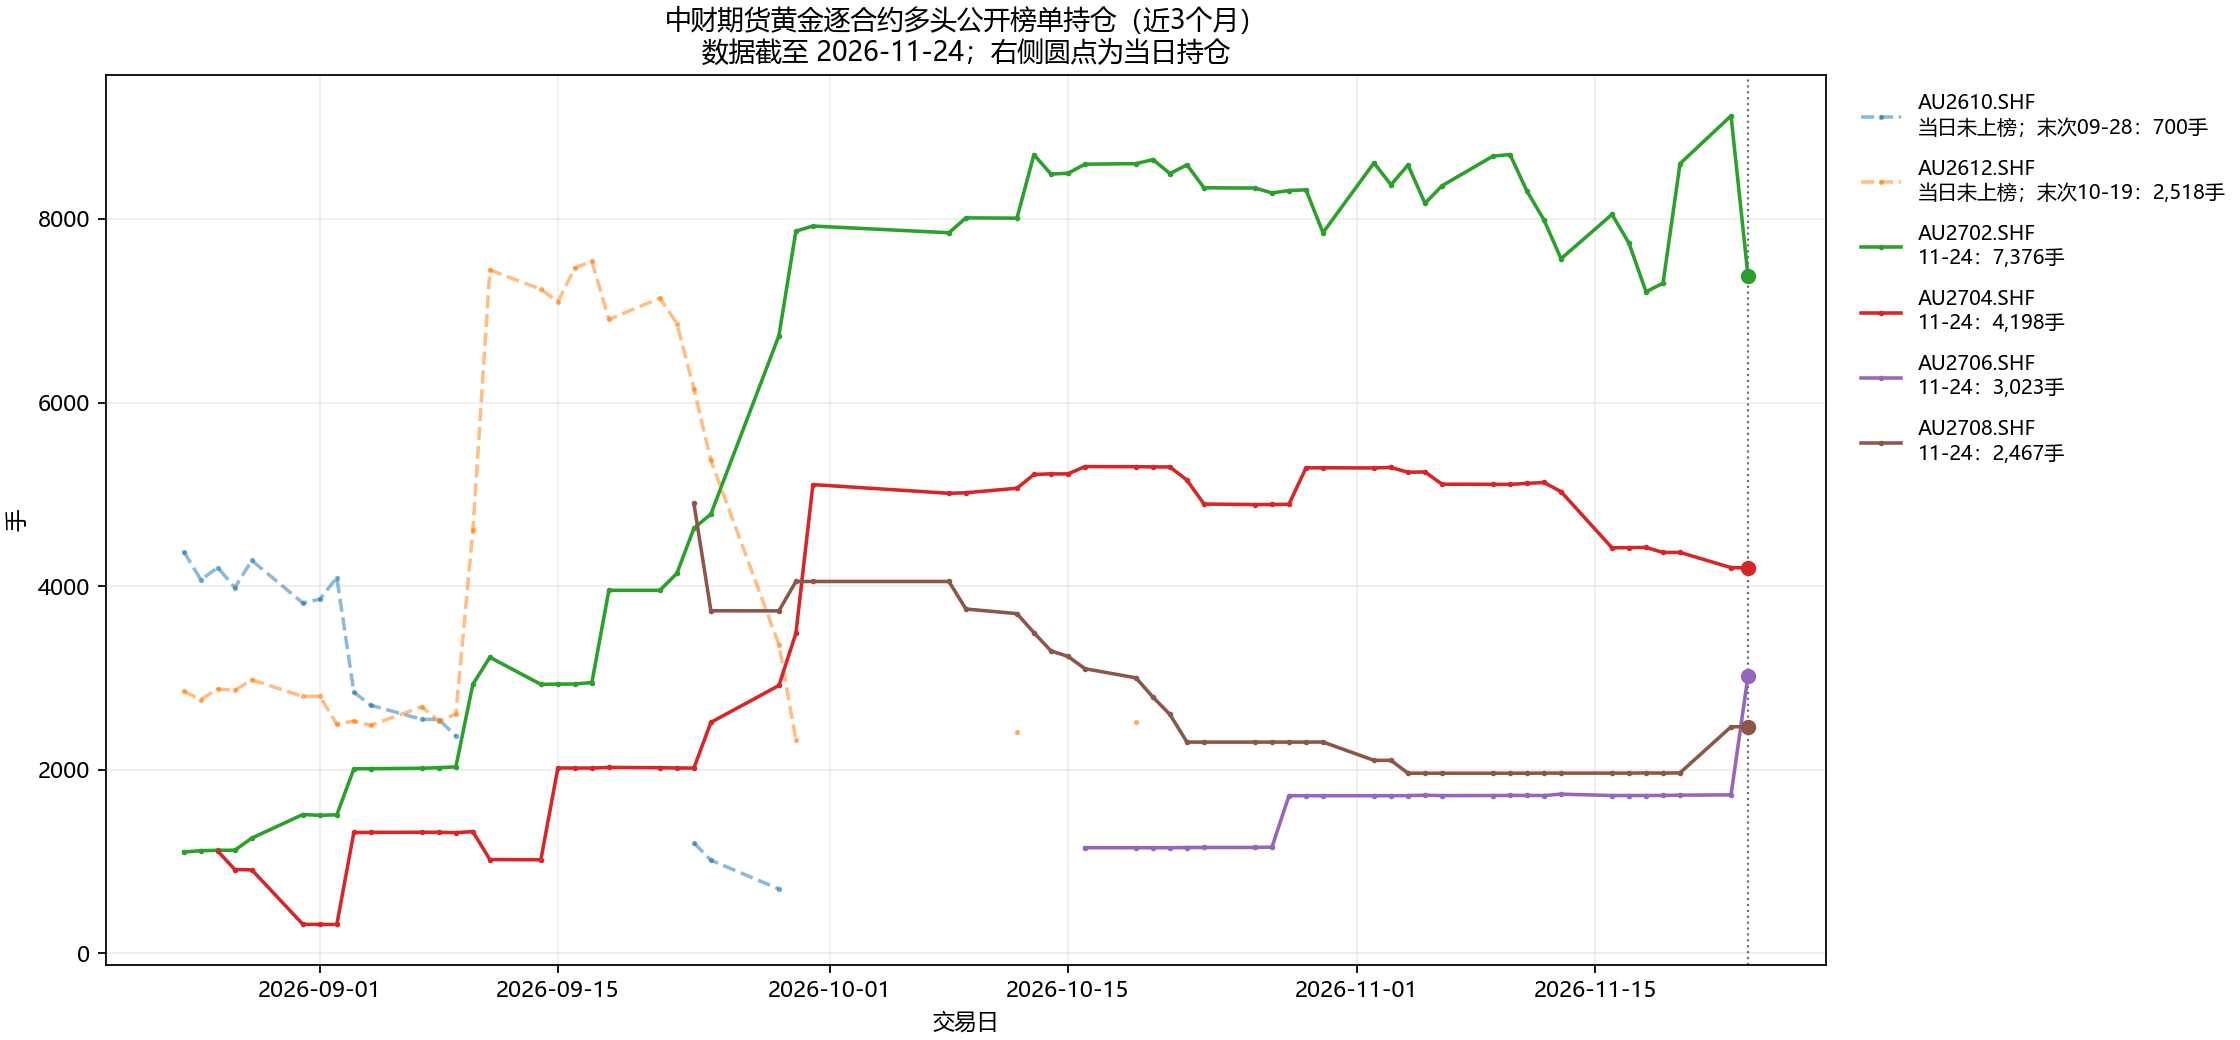 中财期货黄金逐合约多头公开榜单持仓（近3个月）
数据截至 2026-11-24；右侧圆点为当日持仓
手
8000
6000
4000
2000
0
2026-09-01
2026-09-15
2026-10-01
2026-10-15
2026-11-01
2026-11-15
交易日
AU2610.SHF
当日未上榜；末次09-28：700手
AU2612.SHF
当日未上榜；末次10-19：2,518手
AU2702.SHF
11-24：7,376手
AU2704.SHF
11-24：4,198手
AU2706.SHF
11-24：3,023手
AU2708.SHF
11-24：2,467手